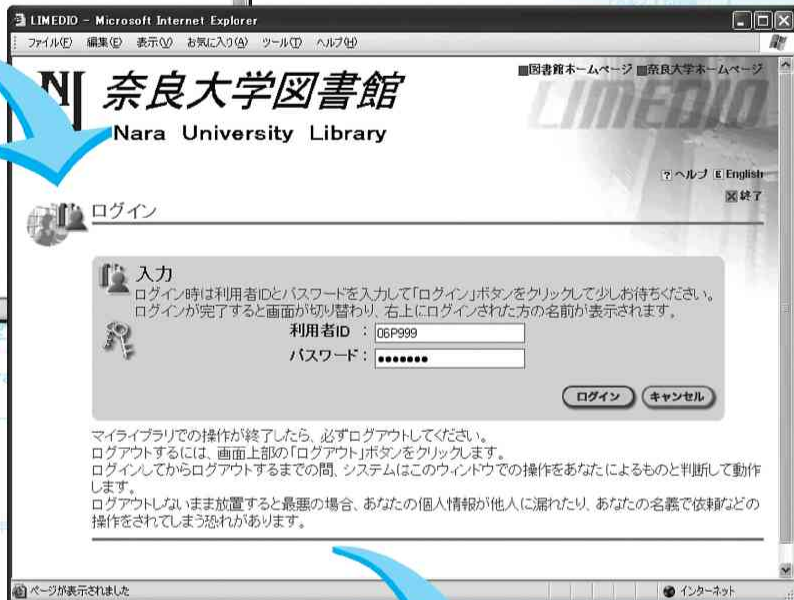 LIMEDIO - Microsoft Internet Explorer
ファイル(F) 編集(E) 表示(V) お気に入り(A) ツール(T) ヘルプ(H)
■図書館ホームページ ■奈良大学ホームページ
LIMEDIO
奈良大学図書館
Nara University Library
? ヘルプ E English
終了
ログイン
入力
ログイン時は利用者IDとパスワードを入力して「ログイン」ボタンをクリックして少しお待ちください。
ログインが完了すると画面が切り替わり、右上にログインされた方の名前が表示されます。
利用者ID : 06P999
パスワード : ●●●●●●●
ログイン キャンセル
マイライブラリでの操作が終了したら、必ずログアウトしてください。
ログアウトするには、画面上部の「ログアウト」ボタンをクリックします。
ログインしてからログアウトするまでの間、システムはこのウィンドウでの操作をあなたによるものと判断して動作
します。
ログアウトしないまま放置すると最悪の場合、あなたの個人情報が他人に漏れたり、あなたの名義で依頼などの
操作をされてしまう恐れがあります。
ページが表示されました インターネット